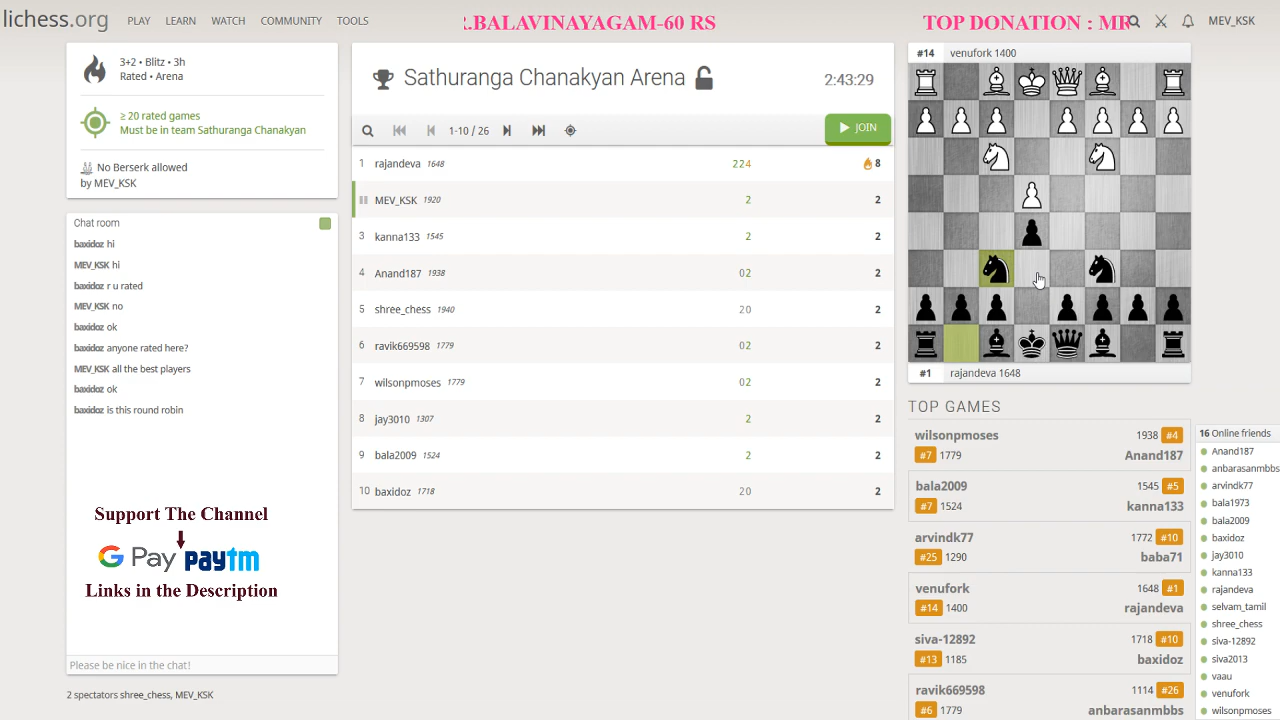 lichess.org PLAY LEARN WATCH COMMUNITY TOOLS
.BALAVINAYAGAM-60 RS
TOP DONATION : MR
MEV_KSK
3+2 • Blitz • 3h
Rated • Arena
≥ 20 rated games
Must be in team Sathuranga Chanakyan
No Berserk allowed
by MEV_KSK
Chat room
baxidoz hi
MEV_KSK hi
baxidoz r u rated
MEV_KSK no
baxidoz ok
baxidoz anyone rated here?
MEV_KSK all the best players
baxidoz ok
baxidoz is this round robin
Support The Channel
G Pay paytm
Links in the Description
Please be nice in the chat!
2 spectators shree_chess, MEV_KSK
Sathuranga Chanakyan Arena 2:43:29
1-10 / 26 JOIN
1 rajandeva 1648 224 8
MEV_KSK 1920 2 2
3 kanna133 1545 2 2
4 Anand187 1938 02 2
5 shree_chess 1940 20 2
6 ravik669598 1779 02 2
7 wilsonpmoses 1779 02 2
8 jay3010 1307 2 2
9 bala2009 1524 2 2
10 baxidoz 1718 20 2
#14 venufork 1400
#1 rajandeva 1648
TOP GAMES
wilsonpmoses 1938 #4
#7 1779 Anand187
bala2009 1545 #5
#7 1524 kanna133
arvindk77 1772 #10
#25 1290 baba71
venufork 1648 #1
#14 1400 rajandeva
siva-12892 1718 #10
#13 1185 baxidoz
ravik669598 1114 #26
#6 1779 anbarasanmbbs
16 Online friends
Anand187
anbarasanmbbs
arvindk77
bala1973
bala2009
baxidoz
jay3010
kanna133
rajandeva
selvam_tamil
shree_chess
siva-12892
siva2013
vaau
venufork
wilsonpmoses